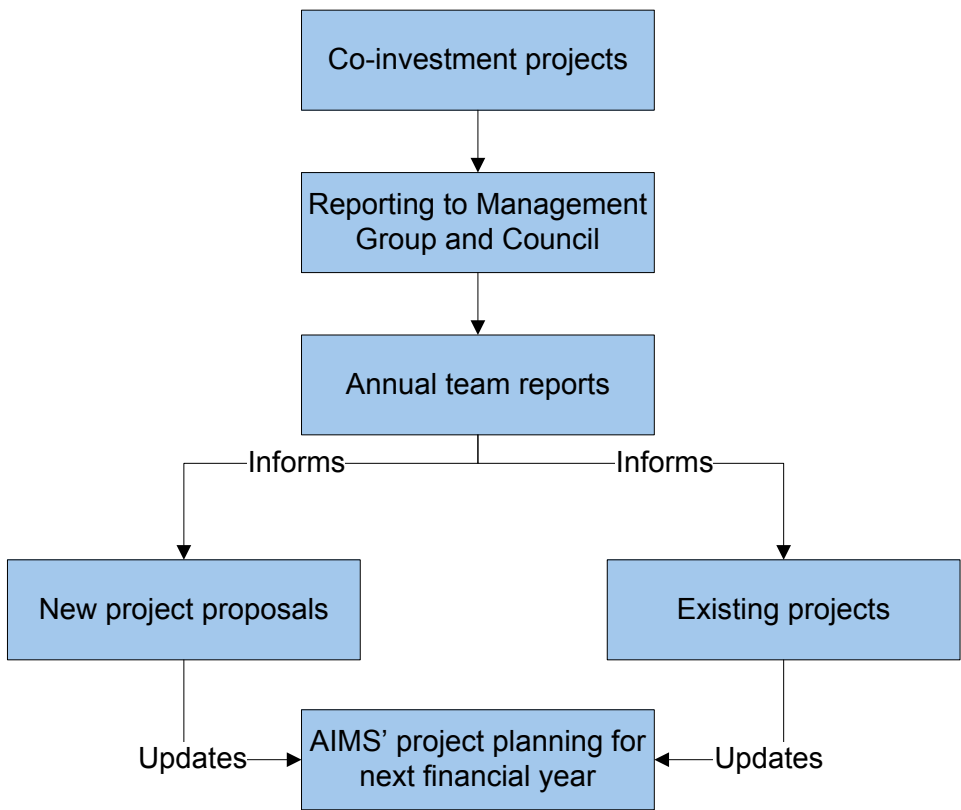 Co-investment projects
Reporting to Management
Group and Council
Annual team reports
Informs
Informs
New project proposals
Existing projects
Updates
AIMS’ project planning for
next financial year
Updates